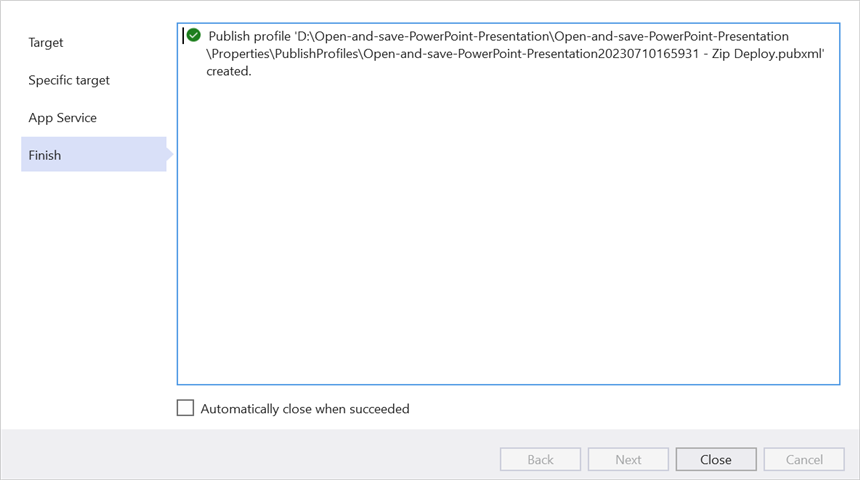 Target
Specific target
App Service
Finish
Publish profile 'D:\Open-and-save-PowerPoint-Presentation\Open-and-save-PowerPoint-Presentation
\Properties\PublishProfiles\Open-and-save-PowerPoint-Presentation20230710165931 - Zip Deploy.pubxml'
created.
Automatically close when succeeded
Back
Next
Close
Cancel